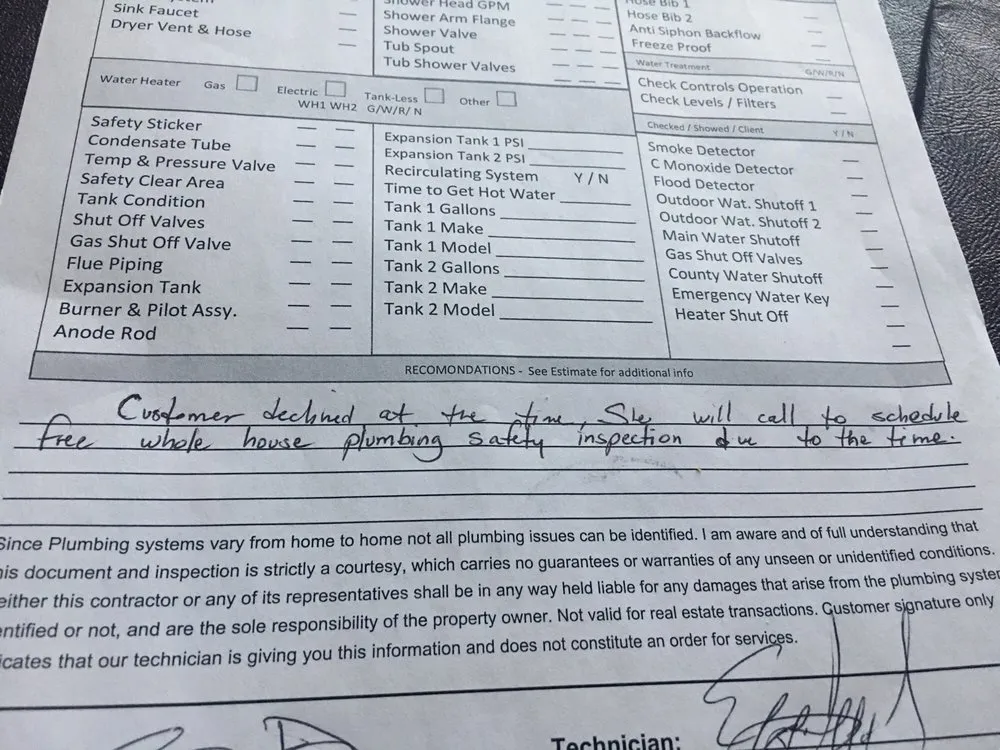 Sink Faucet
Dryer Vent & Hose
Shower Head GPM
Shower Arm Flange
Shower Valve
Tub Spout
Tub Shower Valves
Hose Bib 1
Hose Bib 2
Anti Siphon Backflow
Freeze Proof
Water Treatment G/W/R/N
Check Controls Operation
Check Levels / Filters
Water Heater Gas Electric Tank-Less Other
WH1 WH2 G/W/R/ N
Safety Sticker
Condensate Tube
Temp & Pressure Valve
Safety Clear Area
Tank Condition
Shut Off Valves
Gas Shut Off Valve
Flue Piping
Expansion Tank
Burner & Pilot Assy.
Anode Rod
Expansion Tank 1 PSI
Expansion Tank 2 PSI
Recirculating System Y / N
Time to Get Hot Water
Tank 1 Gallons
Tank 1 Make
Tank 1 Model
Tank 2 Gallons
Tank 2 Make
Tank 2 Model
Checked / Showed / Client Y / N
Smoke Detector
C Monoxide Detector
Flood Detector
Outdoor Wat. Shutoff 1
Outdoor Wat. Shutoff 2
Main Water Shutoff
Gas Shut Off Valves
County Water Shutoff
Emergency Water Key
Heater Shut Off
RECOMONDATIONS - See Estimate for additional info
Customer declined at the time, She will call to schedule
free whole house plumbing safety inspection due to the time.
Since Plumbing systems vary from home to home not all plumbing issues can be identified. I am aware and of full understanding that
his document and inspection is strictly a courtesy, which carries no guarantees or warranties of any unseen or unidentified conditions.
either this contractor or any of its representatives shall be in any way held liable for any damages that arise from the plumbing system
entified or not, and are the sole responsibility of the property owner. Not valid for real estate transactions. Customer signature only
icates that our technician is giving you this information and does not constitute an order for services.
Technician: